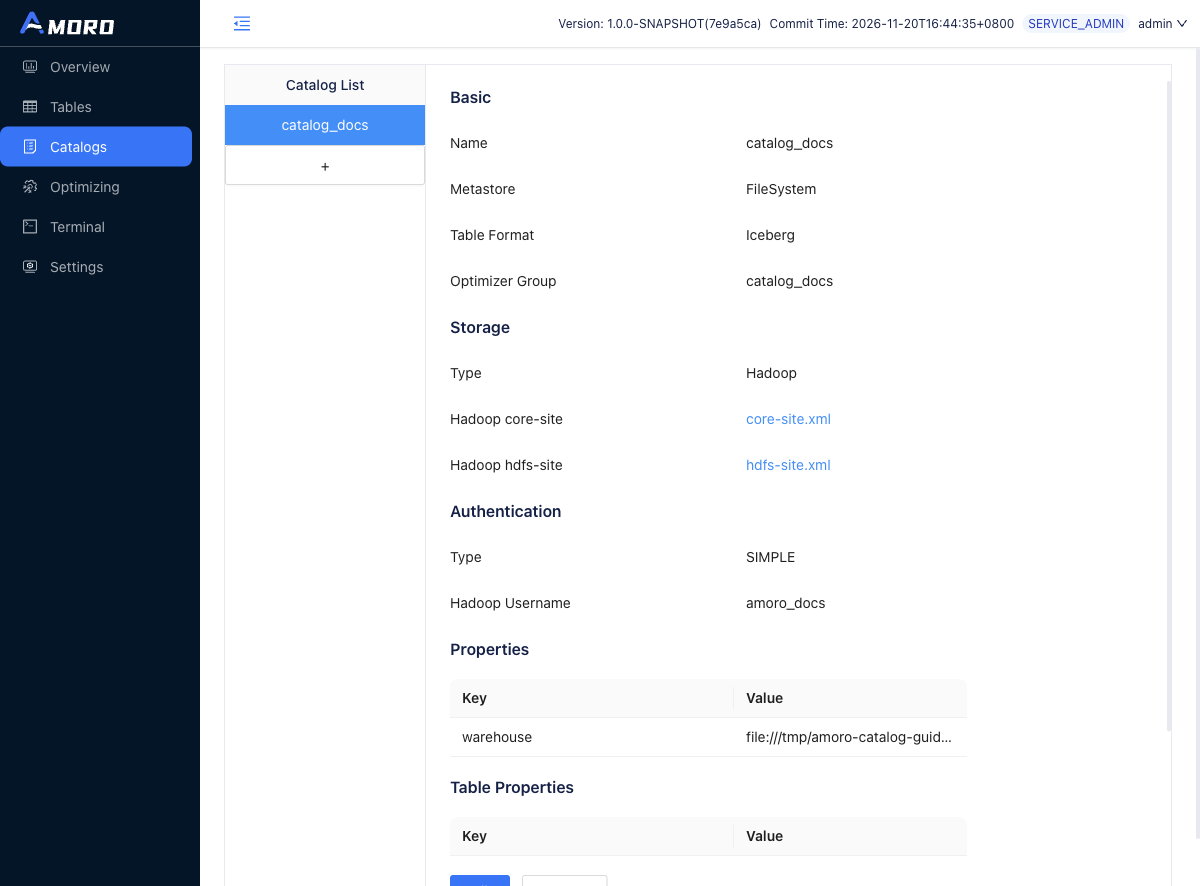 AMORO
Version: 1.0.0-SNAPSHOT(7e9a5ca) Commit Time: 2026-11-20T16:44:35+0800 SERVICE_ADMIN admin
Overview
Tables
Catalogs
Optimizing
Terminal
Settings
Catalog List
catalog_docs
+
Basic
Name catalog_docs
Metastore FileSystem
Table Format Iceberg
Optimizer Group catalog_docs
Storage
Type Hadoop
Hadoop core-site core-site.xml
Hadoop hdfs-site hdfs-site.xml
Authentication
Type SIMPLE
Hadoop Username amoro_docs
Properties
Key Value
warehouse file:///tmp/amoro-catalog-guid...
Table Properties
Key Value